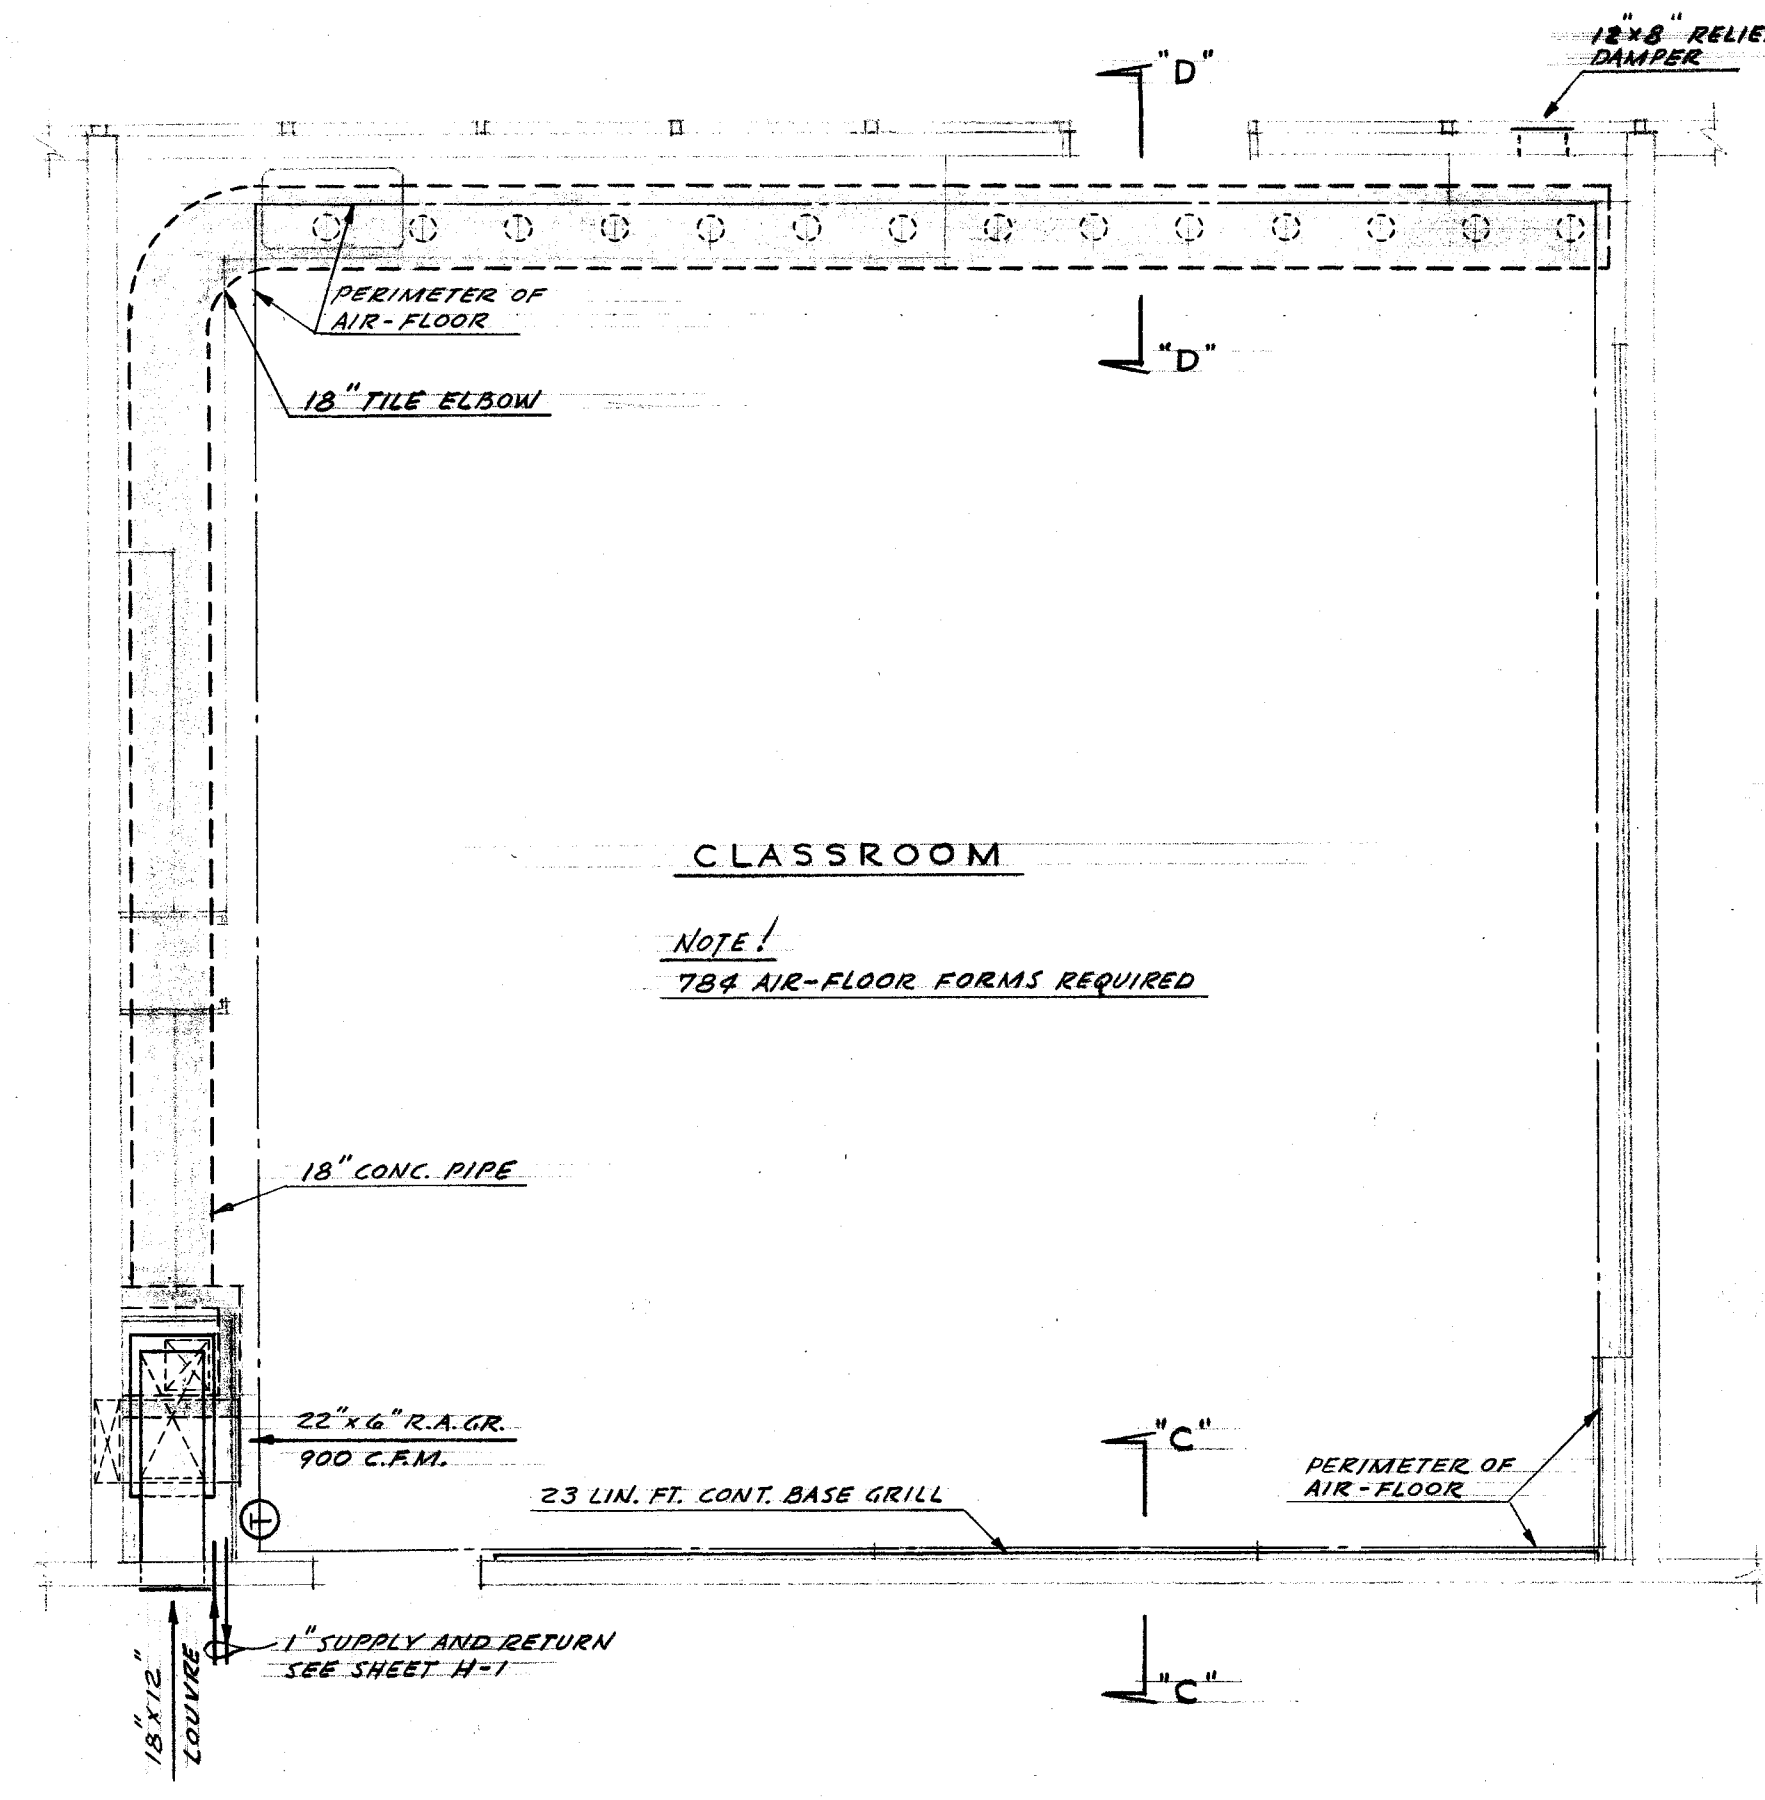 12"x8" RELIE
DAMPER
"D"
PERIMETER OF
AIR-FLOOR
"D"
18" TILE ELBOW
CLASSROOM
NOTE!
784 AIR-FLOOR FORMS REQUIRED
18" CONC. PIPE
22"x6" R.A.GR.
900 C.F.M.
"C"
PERIMETER OF
AIR-FLOOR
23 LIN. FT. CONT. BASE GRILL
T
1" SUPPLY AND RETURN
SEE SHEET H-1
"C"
18"x12"
LOUVRE